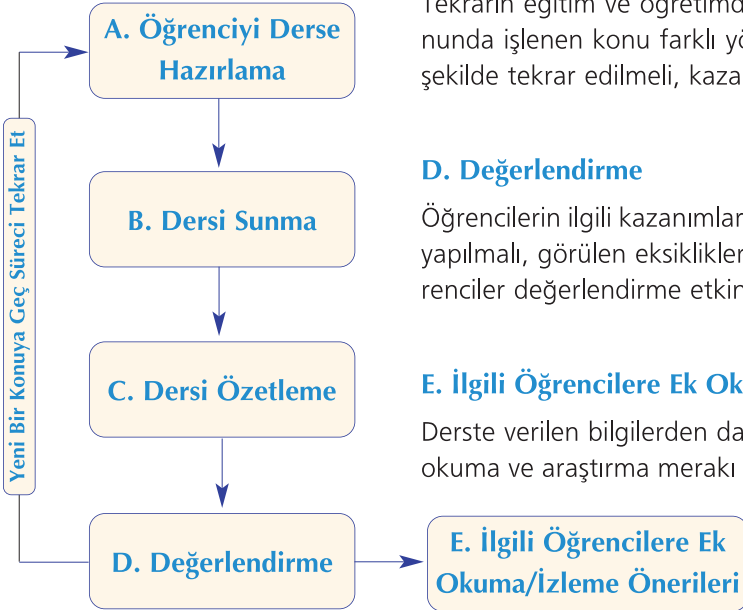 A. Öğrenciyi Derse
Hazırlama
Yeni Bir Konuya Geç Süreci Tekrar Et
B. Dersi Sunma
C. Dersi Özetleme
D. Değerlendirme
E. İlgili Öğrencilere Ek
Okuma/İzleme Önerileri
Tekrarın eğitim ve öğretimd
nunda işlenen konu farklı yö
şekilde tekrar edilmeli, kaza
D. Değerlendirme
Öğrencilerin ilgili kazanımlar
yapılmalı, görülen eksiklikler
renciler değerlendirme etkin
E. İlgili Öğrencilere Ek Ok
Derste verilen bilgilerden da
okuma ve araştırma merakı